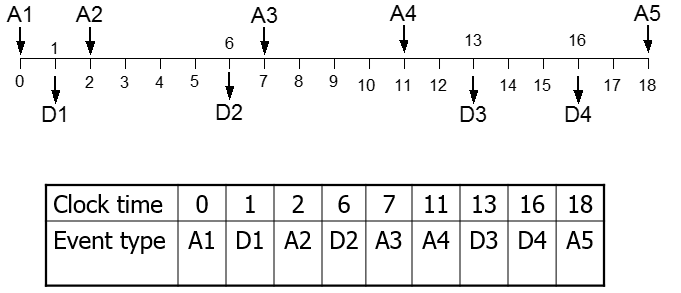 A1 A2 A3 A4 A5
1 6 13 16
0 2 3 4 5 7 8 9 10 11 12 14 15 17 18
D1 D2 D3 D4
Clock time 0 1 2 6 7 11 13 16 18
Event type A1 D1 A2 D2 A3 A4 D3 D4 A5